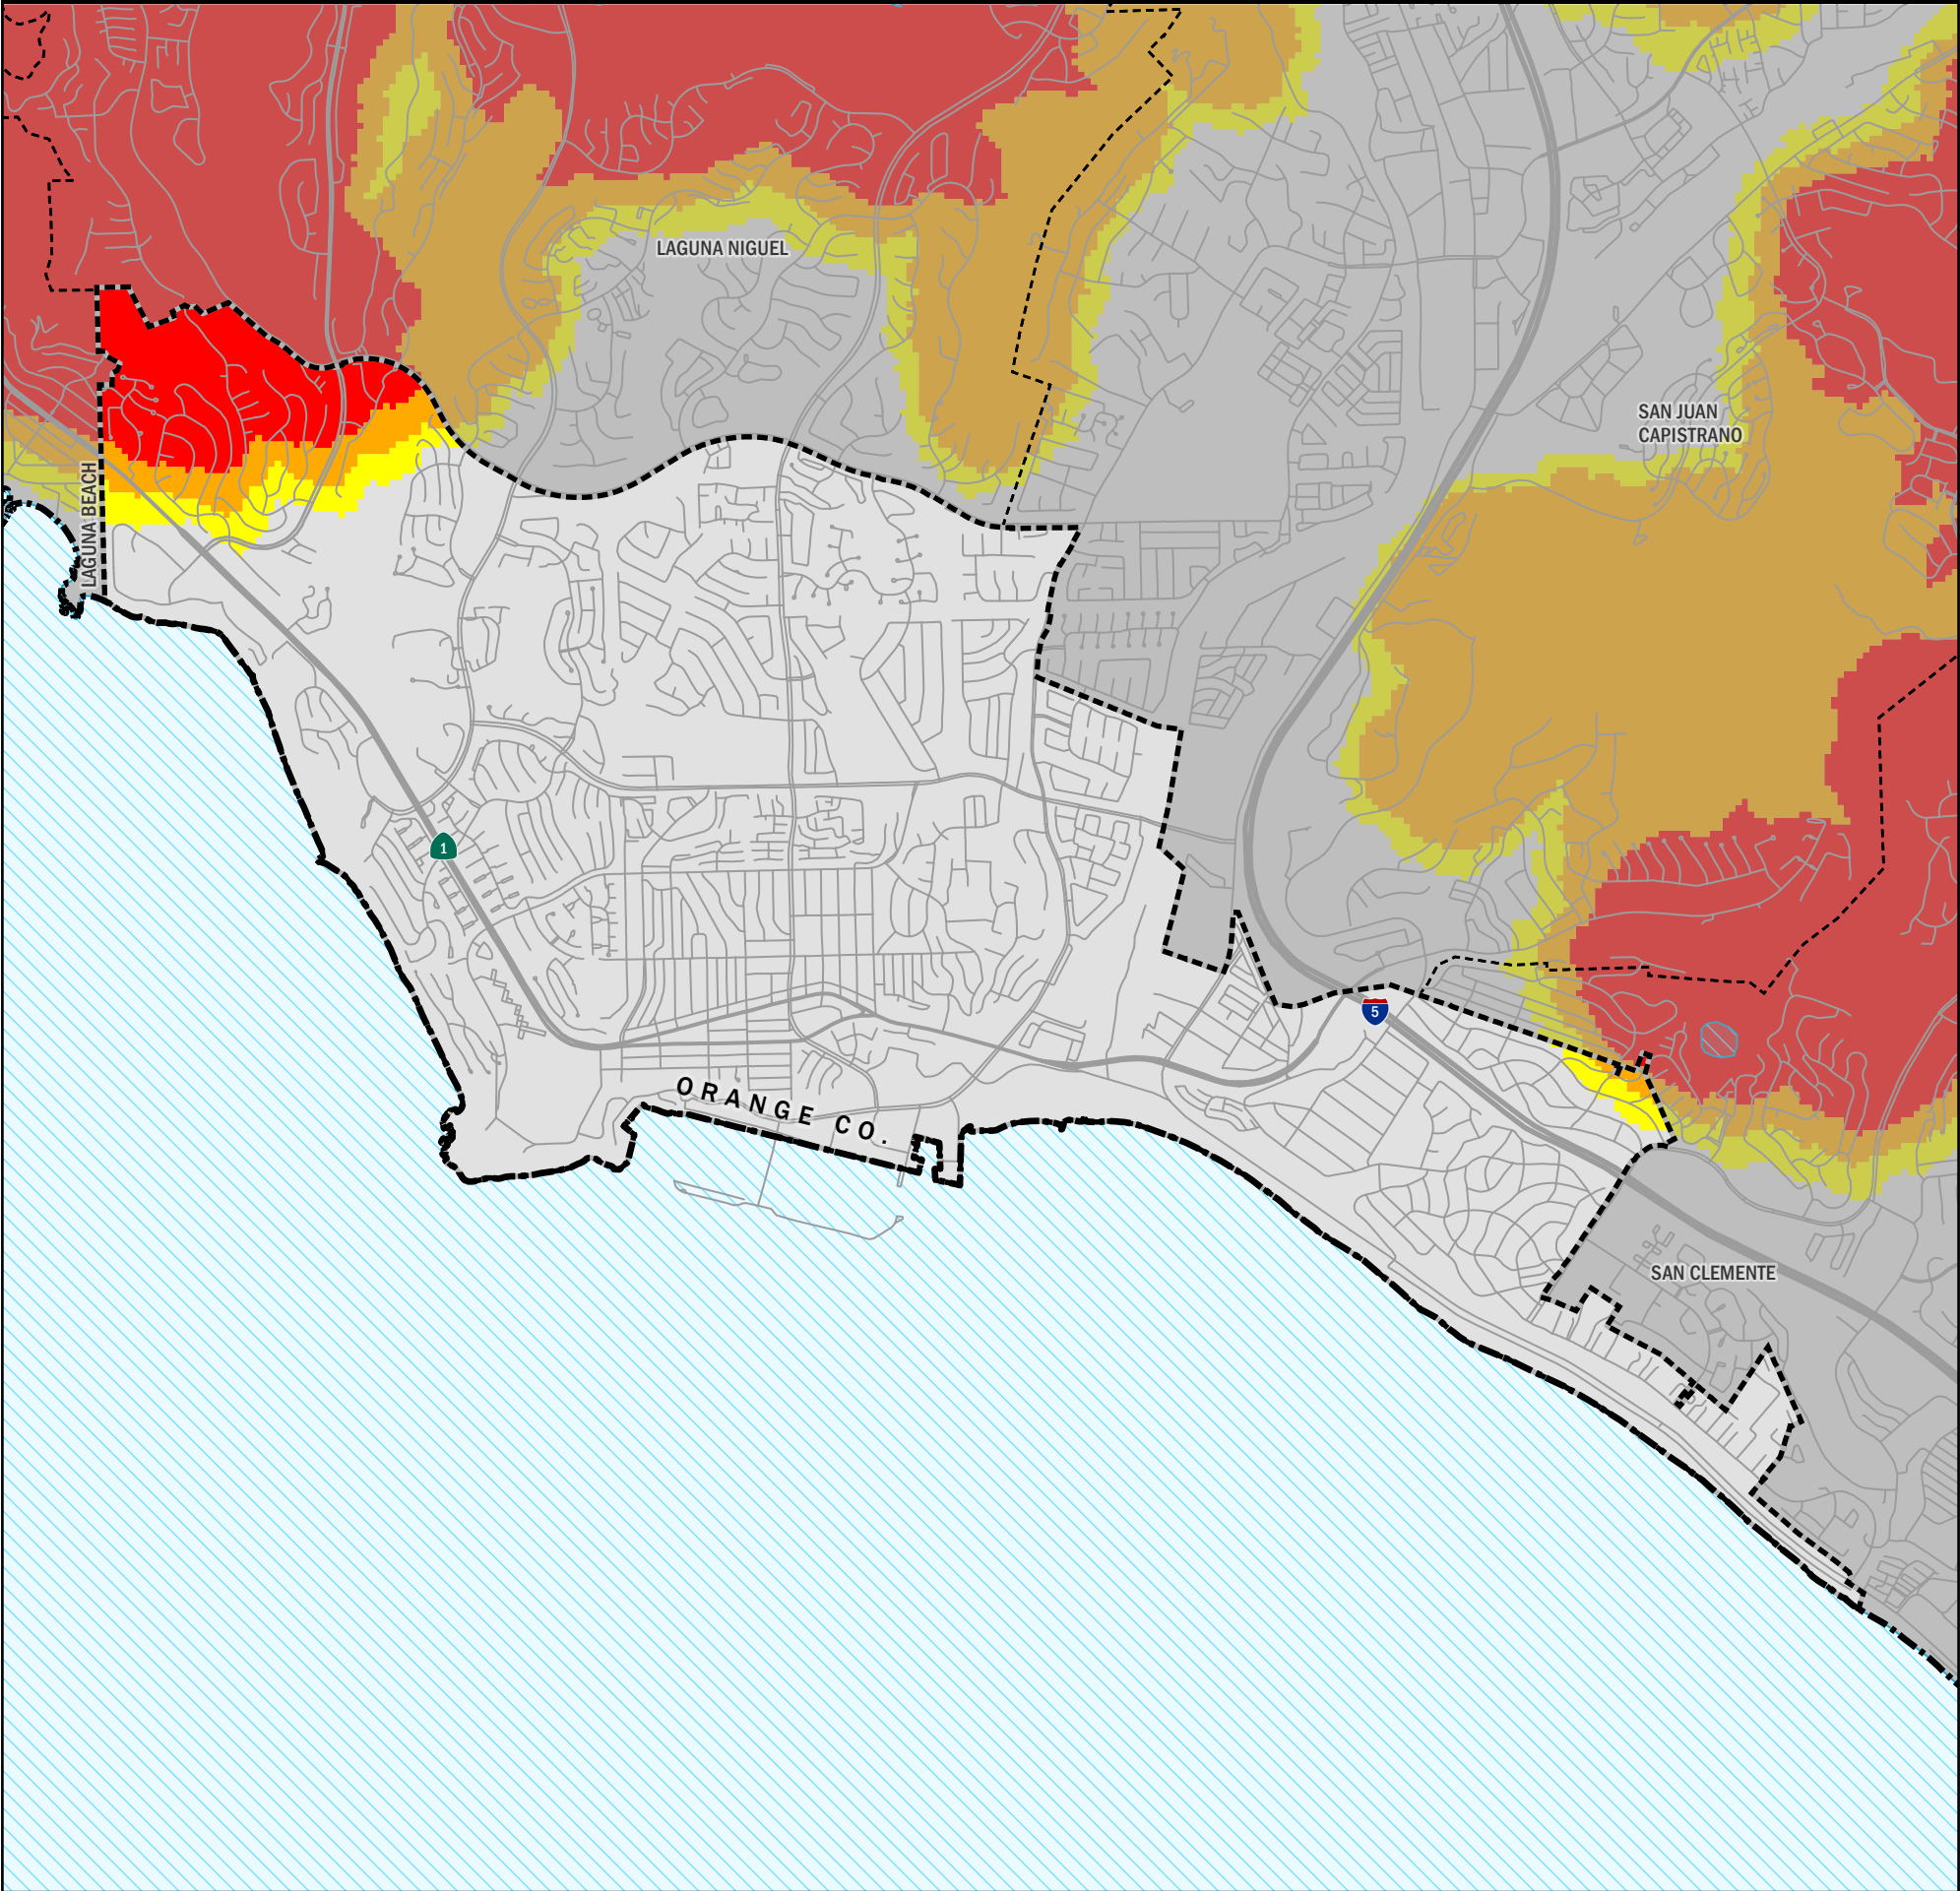 LAGUNA NIGUEL
SAN JUAN
CAPISTRANO
LAGUNA BEACH
1
5
ORANGE CO.
SAN CLEMENTE